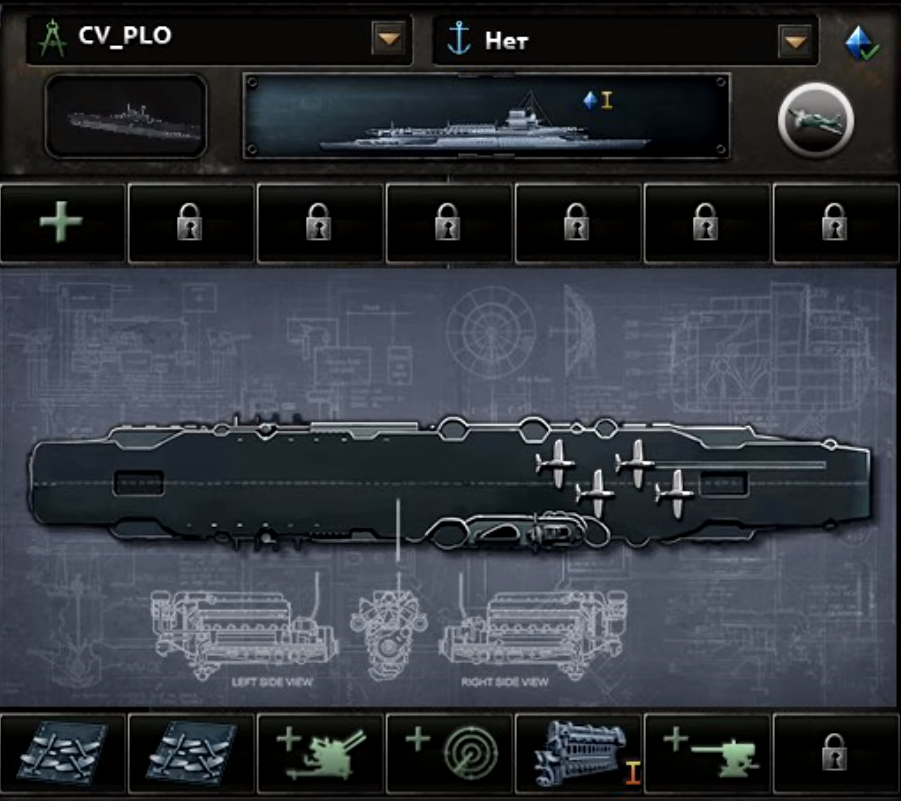 CV_PLO
Нет
I
LEFT SIDE VIEW
RIGHT SIDE VIEW
I